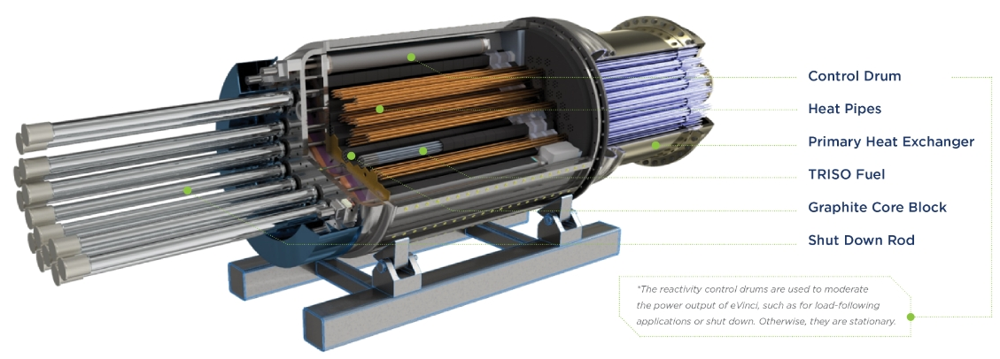 Control Drum
Heat Pipes
Primary Heat Exchanger
TRISO Fuel
Graphite Core Block
Shut Down Rod
*The reactivity control drums are used to moderate
the power output of eVinci, such as for load-following
applications or shut down. Otherwise, they are stationary.